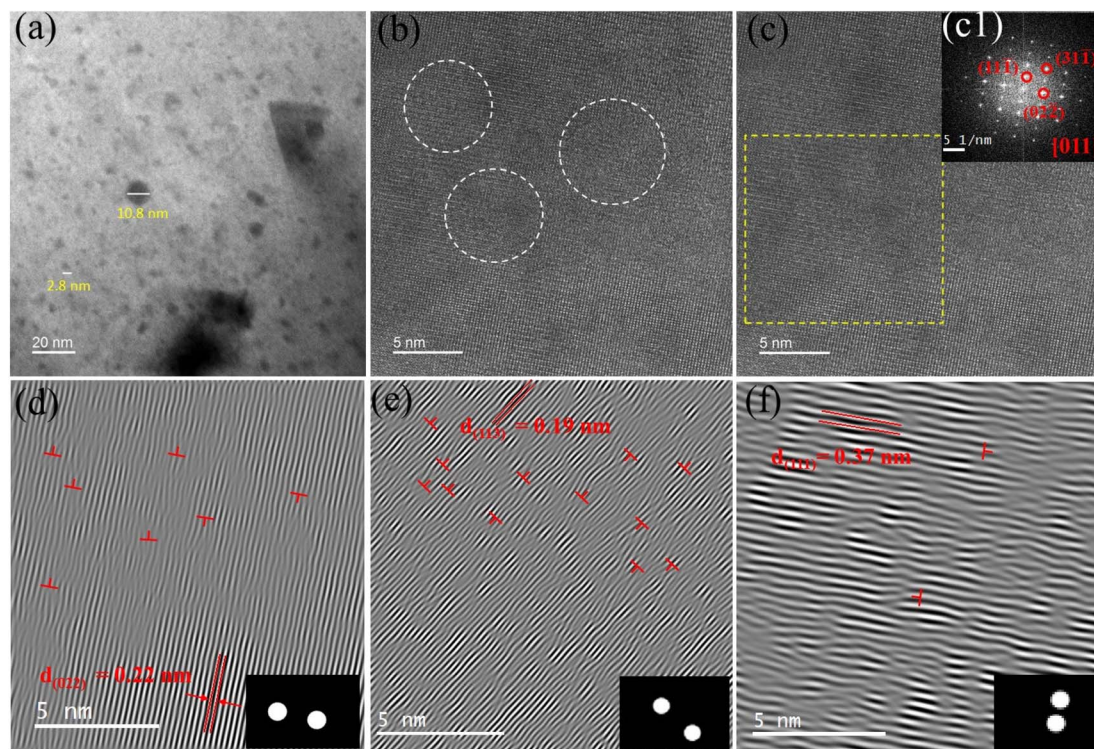 (a)
10.8 nm
2.8 nm
20 nm
(b)
5 nm
(c)
5 nm
(c1)
(111̄)
(311̄)
(022̄)
5 1/nm
[011
(d)
d(022) = 0.22 nm
5 nm
(e)
d(113) = 0.19 nm
5 nm
(f)
d(111) = 0.37 nm
5 nm